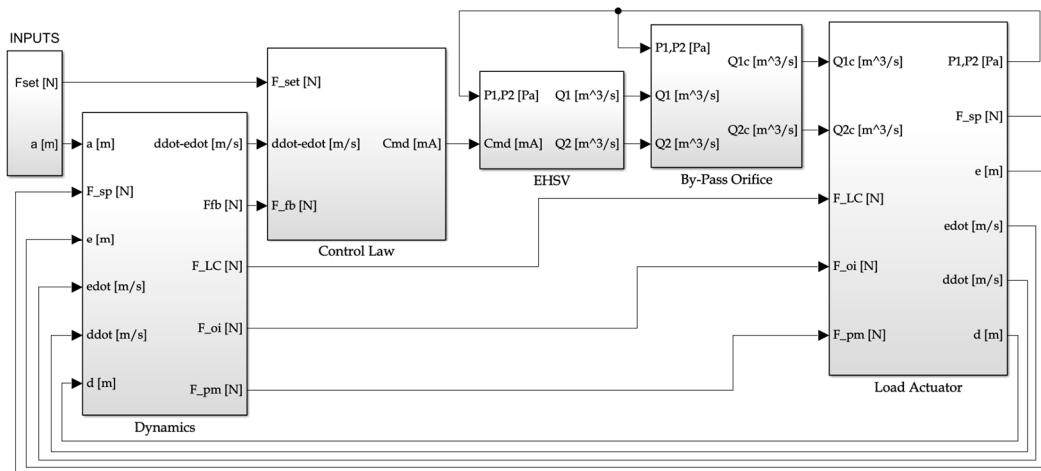 INPUTS
Fset [N]
a [m]
a [m]
F_sp [N]
e [m]
edot [m/s]
ddot [m/s]
d [m]
ddot-edot [m/s]
Ffb [N]
F_LC [N]
F_oi [N]
F_pm [N]
Dynamics
F_set [N]
ddot-edot [m/s]
F_fb [N]
Cmd [mA]
Control Law
P1,P2 [Pa]
Cmd [mA]
Q1 [m^3/s]
Q2 [m^3/s]
EHSV
P1,P2 [Pa]
Q1 [m^3/s]
Q2 [m^3/s]
Q1c [m^3/s]
Q2c [m^3/s]
By-Pass Orifice
Q1c [m^3/s]
Q2c [m^3/s]
F_LC [N]
F_oi [N]
F_pm [N]
P1,P2 [Pa]
F_sp [N]
e [m]
edot [m/s]
ddot [m/s]
d [m]
Load Actuator